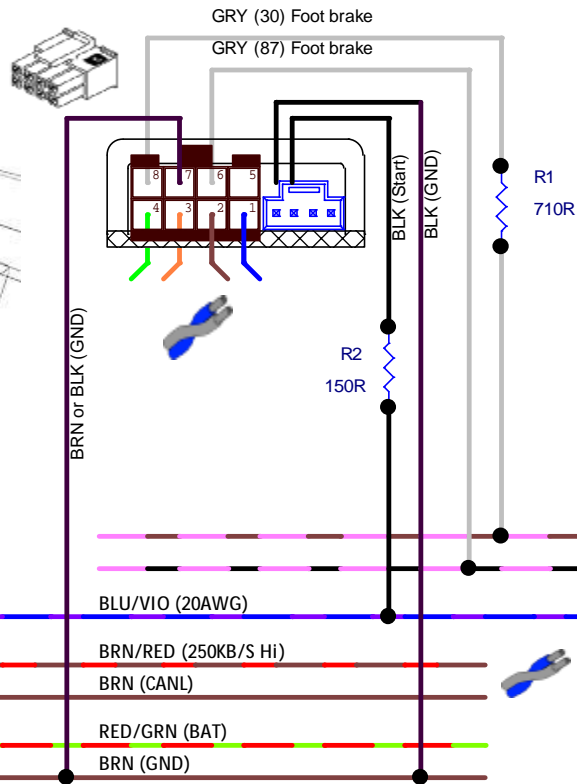 GRY (30) Foot brake
GRY (87) Foot brake
8 7 6 5
4 3 2 1
BLK (Start)
BLK (GND)
R1
710R
BRN or BLK (GND)
R2
150R
BLU/VIO (20AWG)
BRN/RED (250KB/S Hi)
BRN (CANL)
RED/GRN (BAT)
BRN (GND)